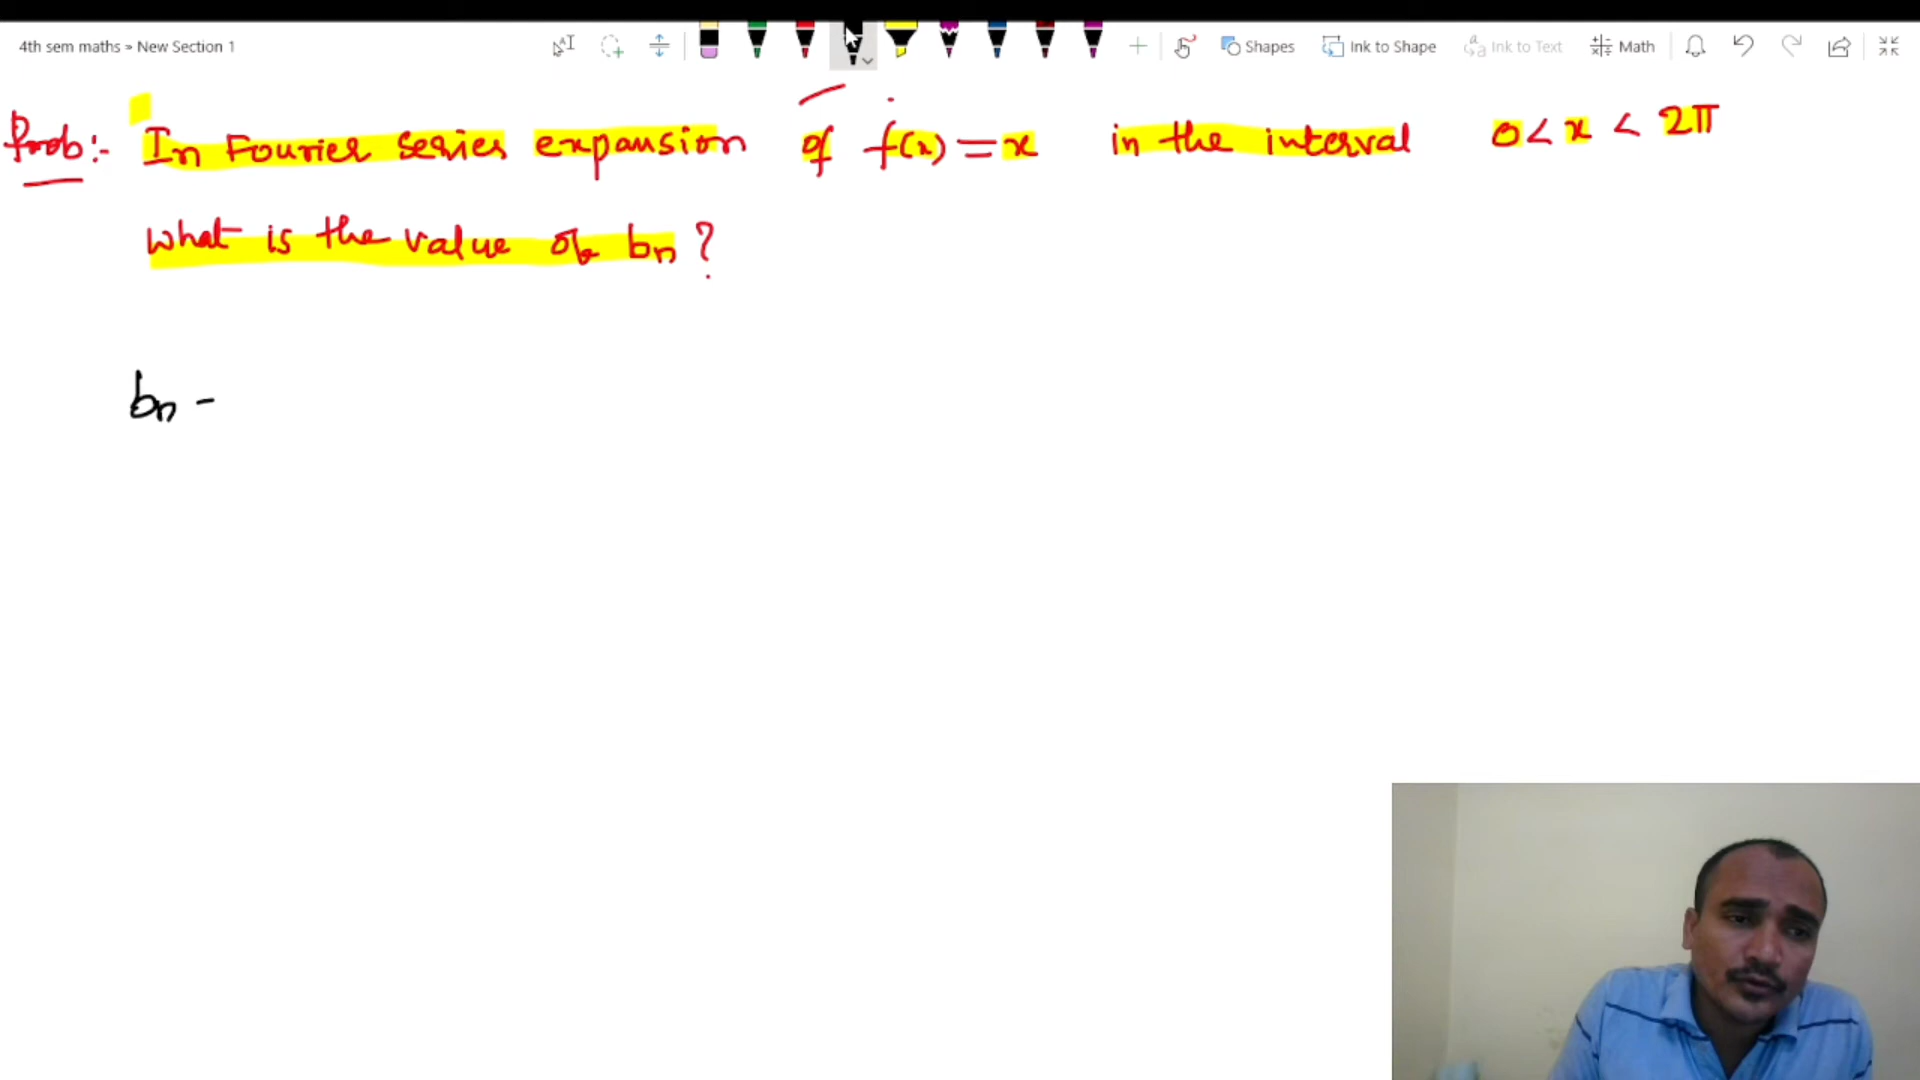 4th sem maths » New Section 1
Shapes Ink to Shape Ink to Text Math
Prob:- In Fourier series expansion of f(x) = x in the interval 0 < x < 2π
what is the value of bn ?
bn -